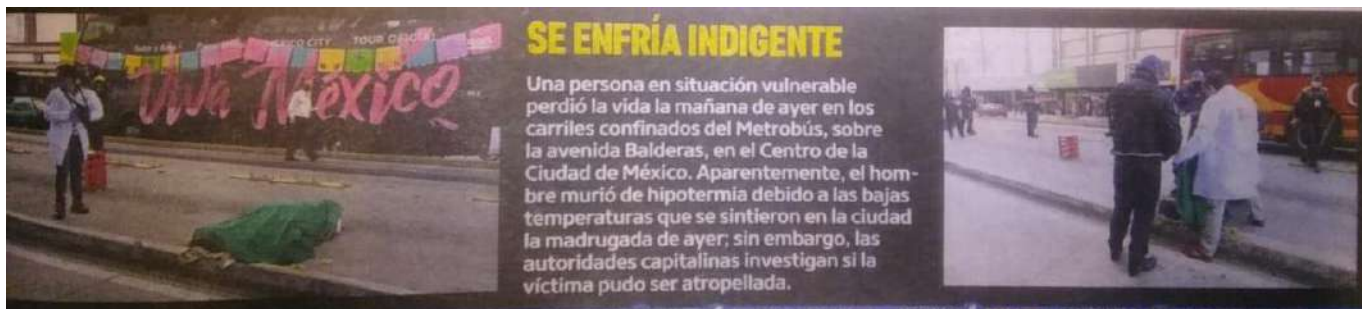 TOUR
Viva México
SE ENFRÍA INDIGENTE
Una persona en situación vulnerable
perdió la vida la mañana de ayer en los
carriles confinados del Metrobús, sobre
la avenida Balderas, en el Centro de la
Ciudad de México. Aparentemente, el hom-
bre murió de hipotermia debido a las bajas
temperaturas que se sintieron en la ciudad
la madrugada de ayer; sin embargo, las
autoridades capitalinas investigan si la
víctima pudo ser atropellada.